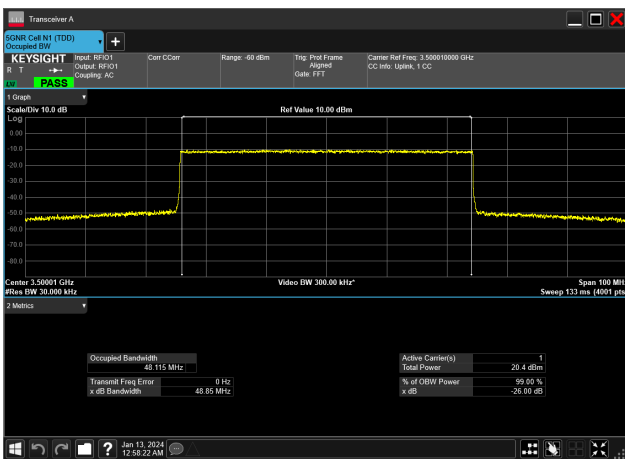 Transceiver A
5GNR Cell N1 (TDD)
Occupied BW
KEYSIGHT
R T
PASS
Input: RFIO1
Output: RFIO1
Coupling: AC
Corr CCorr
Range: -60 dBm
Trig: Prot Frame
Aligned
Gate: FFT
Carrier Ref Freq: 3.500010000 GHz
CC Info: Uplink, 1 CC
1 Graph
Scale/Div 10.0 dB
Ref Value 10.00 dBm
Log
0.00
-10.0
-20.0
-30.0
-40.0
-50.0
-60.0
-70.0
-80.0
Center 3.50001 GHz
Video BW 300.00 kHz*
Span 100 MHz
#Res BW 30.000 kHz
Sweep 133 ms (4001 pts
2 Metrics
Occupied Bandwidth
48.115 MHz
Transmit Freq Error 0 Hz
x dB Bandwidth 48.85 MHz
Active Carrier(s) 1
Total Power 20.4 dBm
% of OBW Power 99.00 %
x dB -26.00 dB
Jan 13, 2024
12:58:22 AM